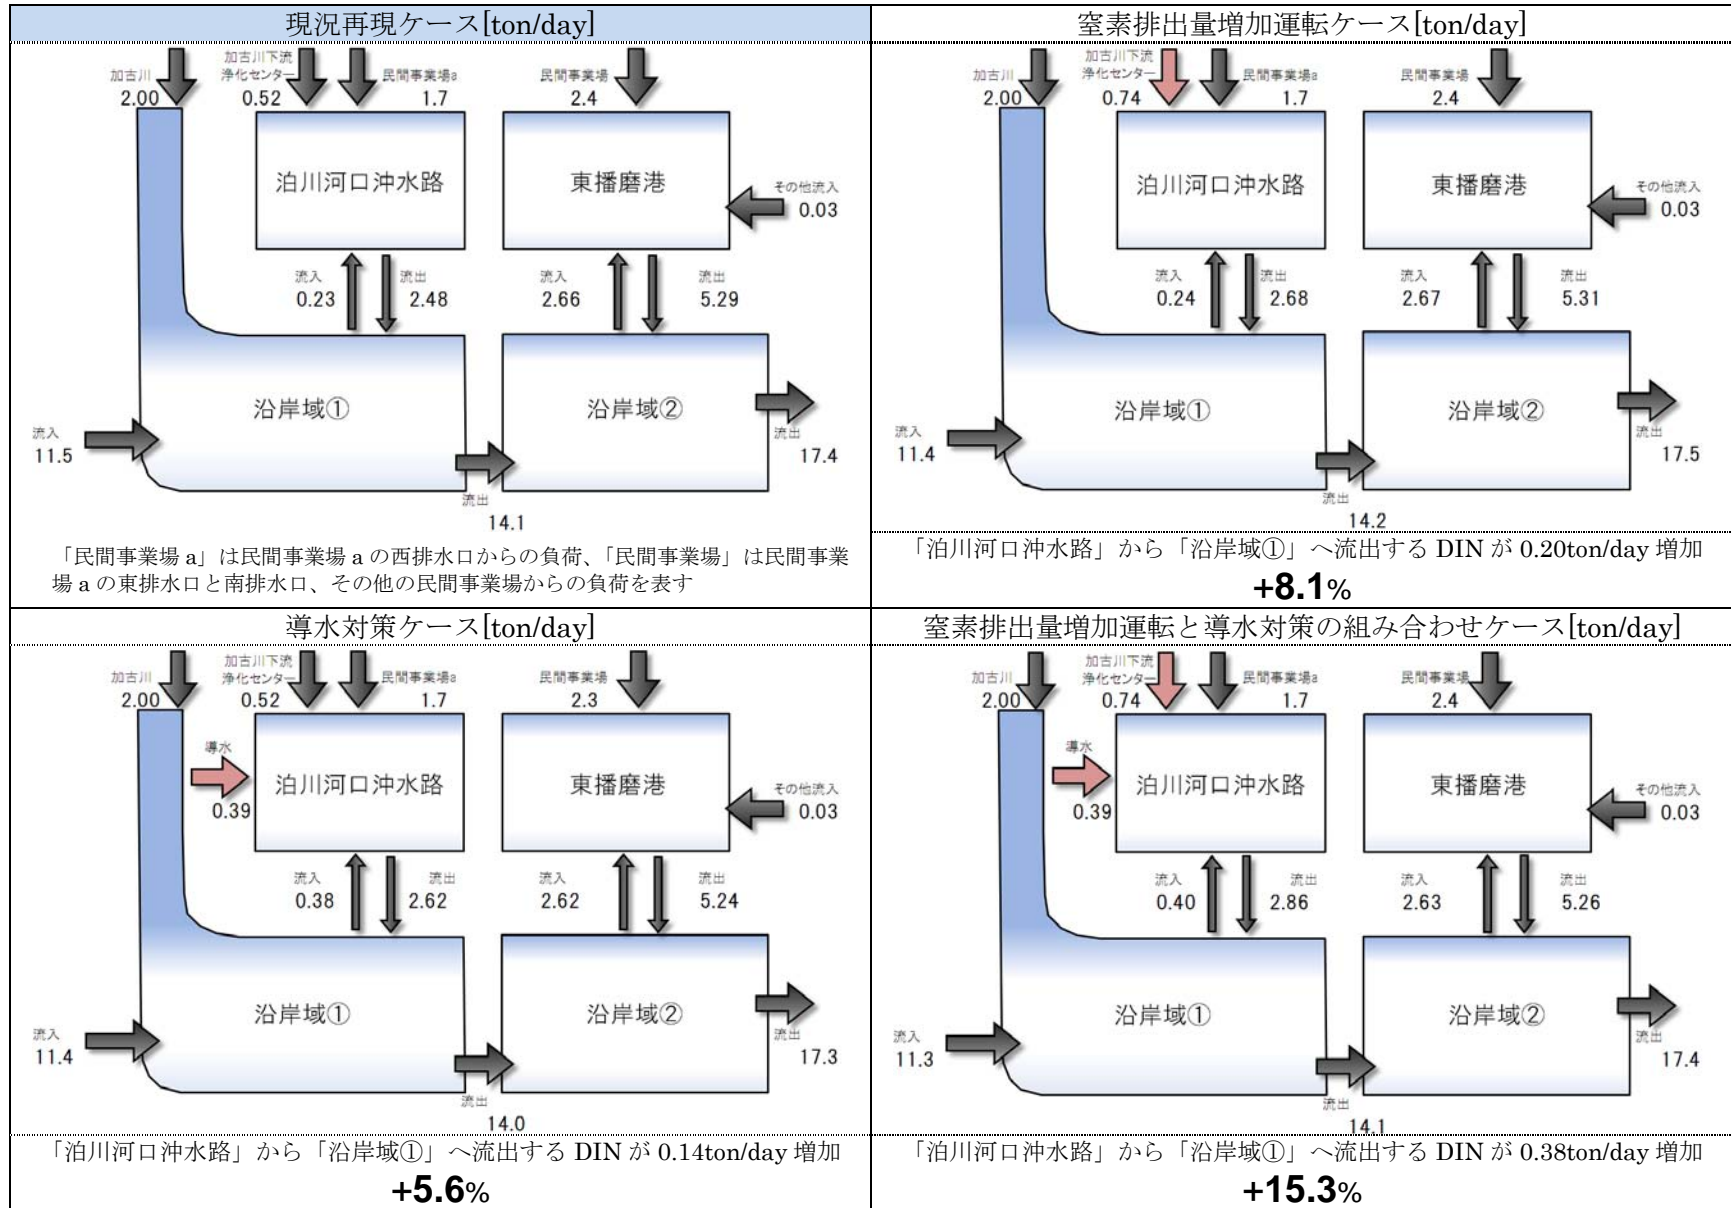 現況再現ケース[ton/day]
加古川
2.00
加古川下流
浄化センター
0.52
民間事業場a
1.7
民間事業場
2.4
泊川河口沖水路
東播磨港
その他流入
0.03
流入
0.23
流出
2.48
流入
2.66
流出
5.29
沿岸域①
沿岸域②
流入
11.5
流出
14.1
流出
17.4
「民間事業場 a」は民間事業場 a の西排水口からの負荷、「民間事業場」は民間事業
場 a の東排水口と南排水口、その他の民間事業場からの負荷を表す
窒素排出量増加運転ケース[ton/day]
加古川
2.00
加古川下流
浄化センター
0.74
民間事業場a
1.7
民間事業場
2.4
泊川河口沖水路
東播磨港
その他流入
0.03
流入
0.24
流出
2.68
流入
2.67
流出
5.31
沿岸域①
沿岸域②
流入
11.4
流出
14.2
流出
17.5
「泊川河口沖水路」から「沿岸域①」へ流出する DIN が 0.20ton/day 増加
+8.1%
導水対策ケース[ton/day]
加古川
2.00
加古川下流
浄化センター
0.52
民間事業場a
1.7
民間事業場
2.3
導水
0.39
泊川河口沖水路
東播磨港
その他流入
0.03
流入
0.38
流出
2.62
流入
2.62
流出
5.24
沿岸域①
沿岸域②
流入
11.4
流出
14.0
流出
17.3
「泊川河口沖水路」から「沿岸域①」へ流出する DIN が 0.14ton/day 増加
+5.6%
窒素排出量増加運転と導水対策の組み合わせケース[ton/day]
加古川
2.00
加古川下流
浄化センター
0.74
民間事業場a
1.7
民間事業場
2.4
導水
0.39
泊川河口沖水路
東播磨港
その他流入
0.03
流入
0.40
流出
2.86
流入
2.63
流出
5.26
沿岸域①
沿岸域②
流入
11.3
流出
14.1
流出
17.4
「泊川河口沖水路」から「沿岸域①」へ流出する DIN が 0.38ton/day 増加
+15.3%